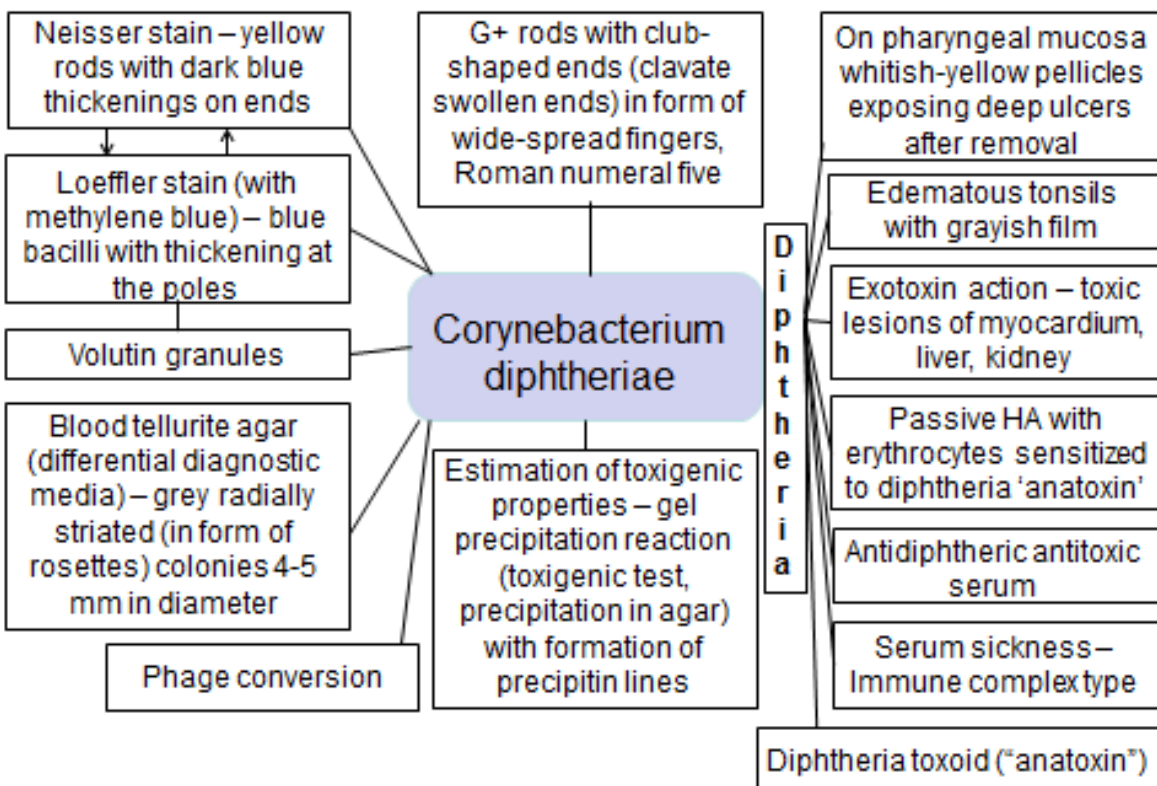 Neisser stain – yellow
rods with dark blue
thickenings on ends
Loeffler stain (with
methylene blue) – blue
bacilli with thickening at
the poles
Volutin granules
Blood tellurite agar
(differential diagnostic
media) – grey radially
striated (in form of
rosettes) colonies 4-5
mm in diameter
Phage conversion
G+ rods with club-
shaped ends (clavate
swollen ends) in form of
wide-spread fingers,
Roman numeral five
Corynebacterium
diphtheriae
Estimation of toxigenic
properties – gel
precipitation reaction
(toxigenic test,
precipitation in agar)
with formation of
precipitin lines
Diphtheria
On pharyngeal mucosa
whitish-yellow pellicles
exposing deep ulcers
after removal
Edematous tonsils
with grayish film
Exotoxin action – toxic
lesions of myocardium,
liver, kidney
Passive HA with
erythrocytes sensitized
to diphtheria ‘anatoxin’
Antidiphtheric antitoxic
serum
Serum sickness –
Immune complex type
Diphtheria toxoid (“anatoxin”)